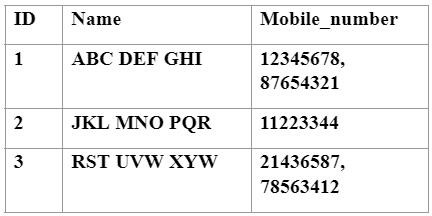 ID Name Mobile_number
1 ABC DEF GHI 12345678,
87654321
2 JKL MNO PQR 11223344
3 RST UVW XYW 21436587,
78563412